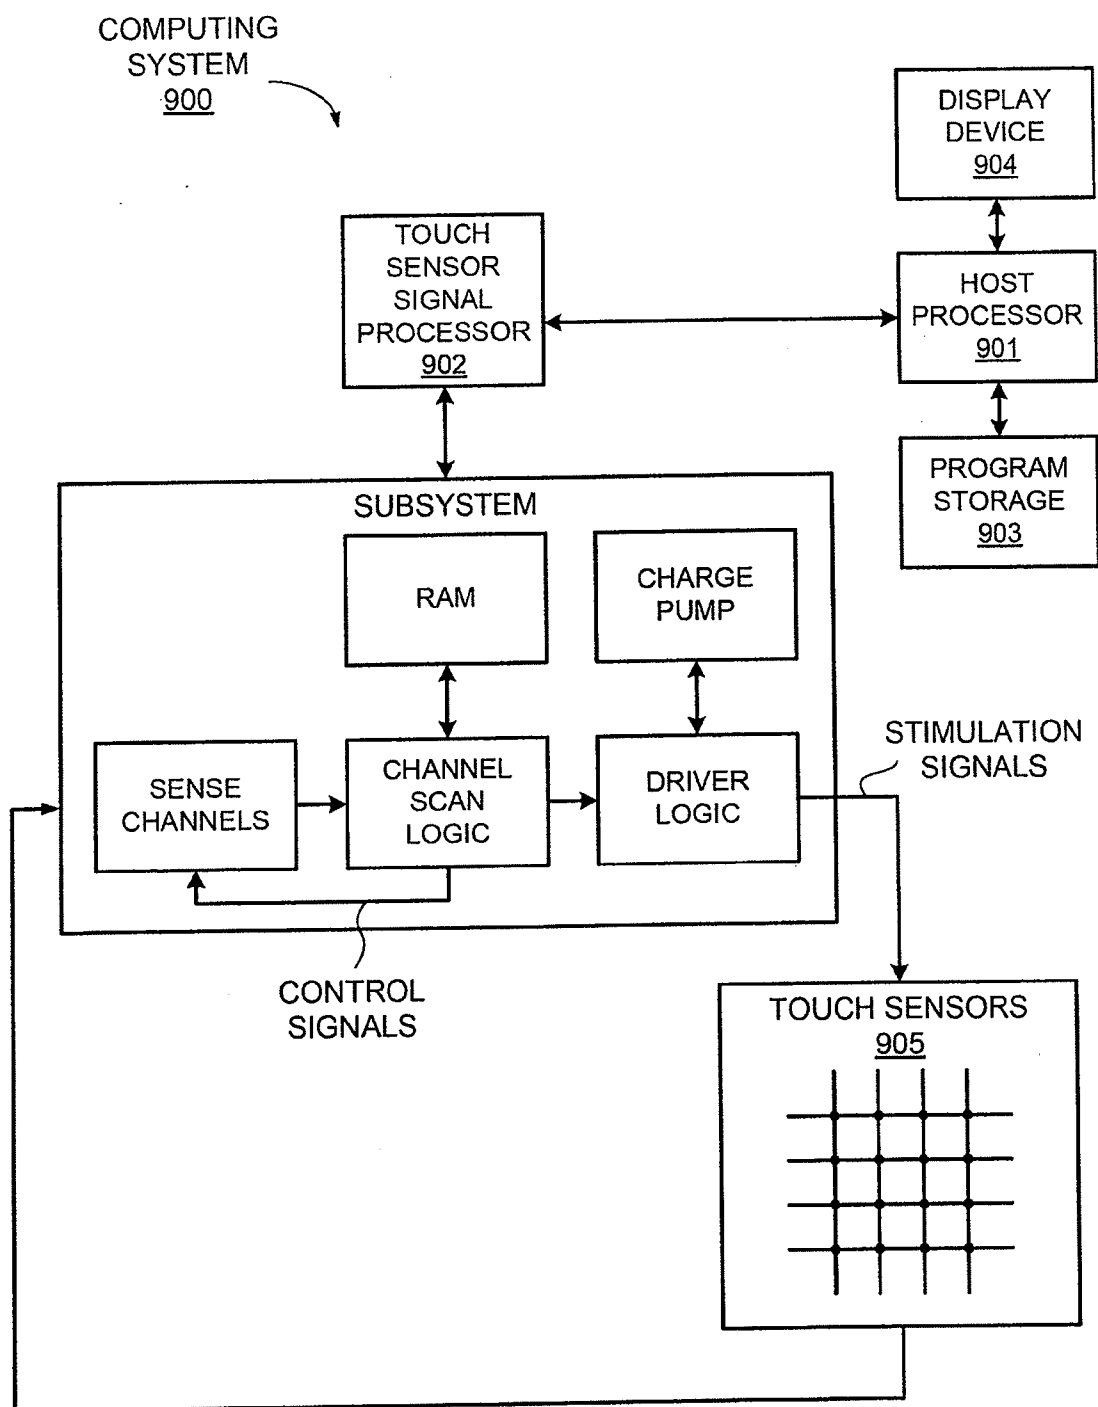 COMPUTING
SYSTEM
900
DISPLAY
DEVICE
904
TOUCH
SENSOR
SIGNAL
PROCESSOR
902
HOST
PROCESSOR
901
PROGRAM
STORAGE
903
SUBSYSTEM
RAM
CHARGE
PUMP
SENSE
CHANNELS
CHANNEL
SCAN
LOGIC
DRIVER
LOGIC
STIMULATION
SIGNALS
CONTROL
SIGNALS
TOUCH SENSORS
905